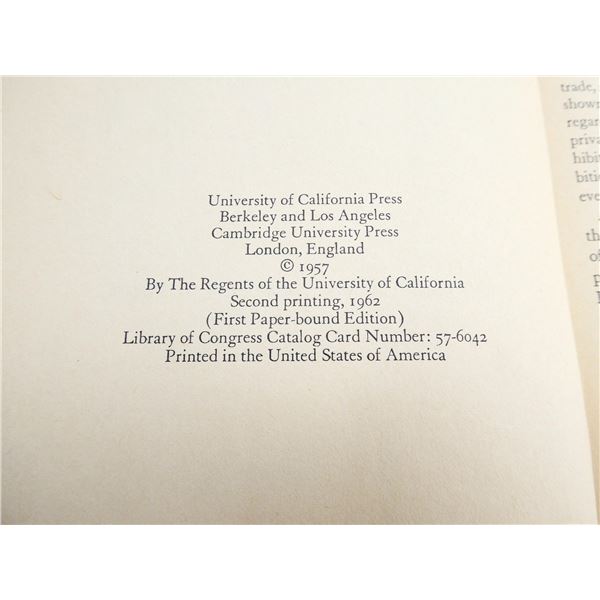 University of California Press
Berkeley and Los Angeles
Cambridge University Press
London, England
© 1957
By The Regents of the University of California
Second printing, 1962
(First Paper-bound Edition)
Library of Congress Catalog Card Number: 57-6042
Printed in the United States of America
trade,